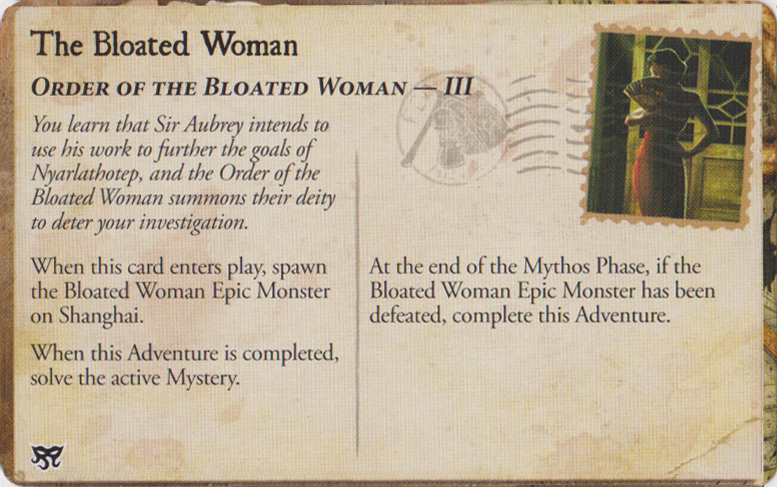 The Bloated Woman
ORDER OF THE BLOATED WOMAN — III
You learn that Sir Aubrey intends to
use his work to further the goals of
Nyarlathotep, and the Order of the
Bloated Woman summons their deity
to deter your investigation.
When this card enters play, spawn
the Bloated Woman Epic Monster
on Shanghai.
When this Adventure is completed,
solve the active Mystery.
At the end of the Mythos Phase, if the
Bloated Woman Epic Monster has been
defeated, complete this Adventure.